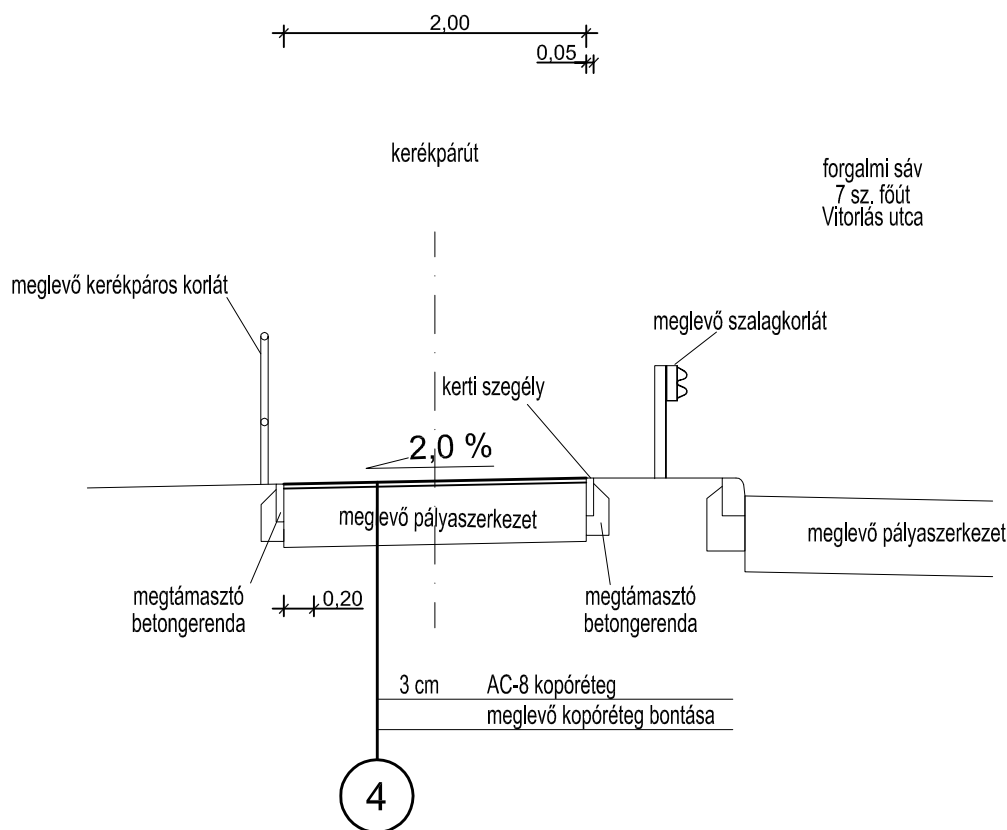 2,00
0,05
kerékpárút
forgalmi sáv
7 sz. főút
Vitorlás utca
meglevő kerékpáros korlát
meglevő szalagkorlát
kerti szegély
2,0 %
meglevő pályaszerkezet
meglevő pályaszerkezet
megtámasztó
betongerenda
0,20
megtámasztó
betongerenda
3 cm AC-8 kopóréteg
meglevő kopóréteg bontása
4